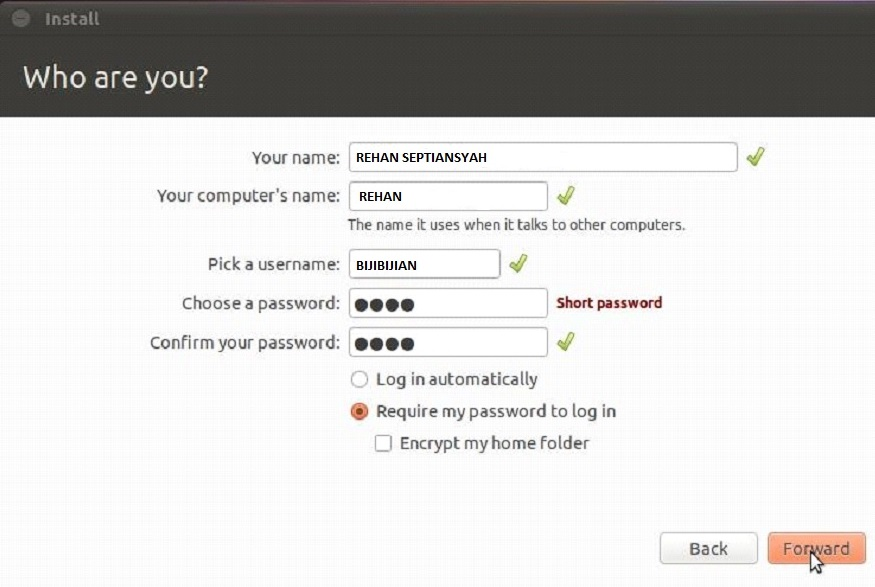 Install
Who are you?
Your name: REHAN SEPTIANSYAH
Your computer's name: REHAN
The name it uses when it talks to other computers.
Pick a username: BIJIBIJIAN
Choose a password: ●●●● Short password
Confirm your password: ●●●●
Log in automatically
Require my password to log in
Encrypt my home folder
Back Forward